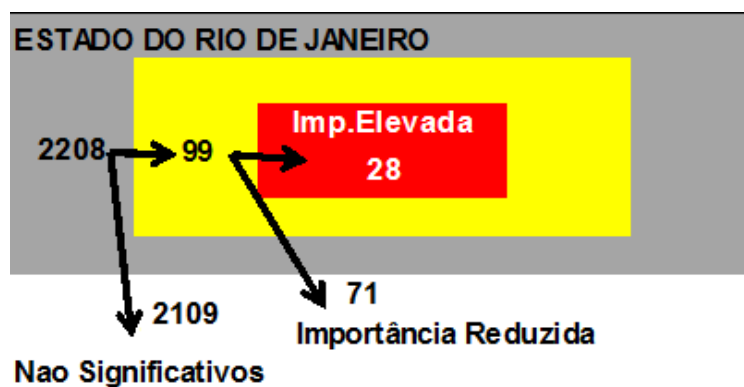 ESTADO DO RIO DE JANEIRO
Imp.Elevada
2208 99 28
71
2109
Importância Reduzida
Nao Significativos